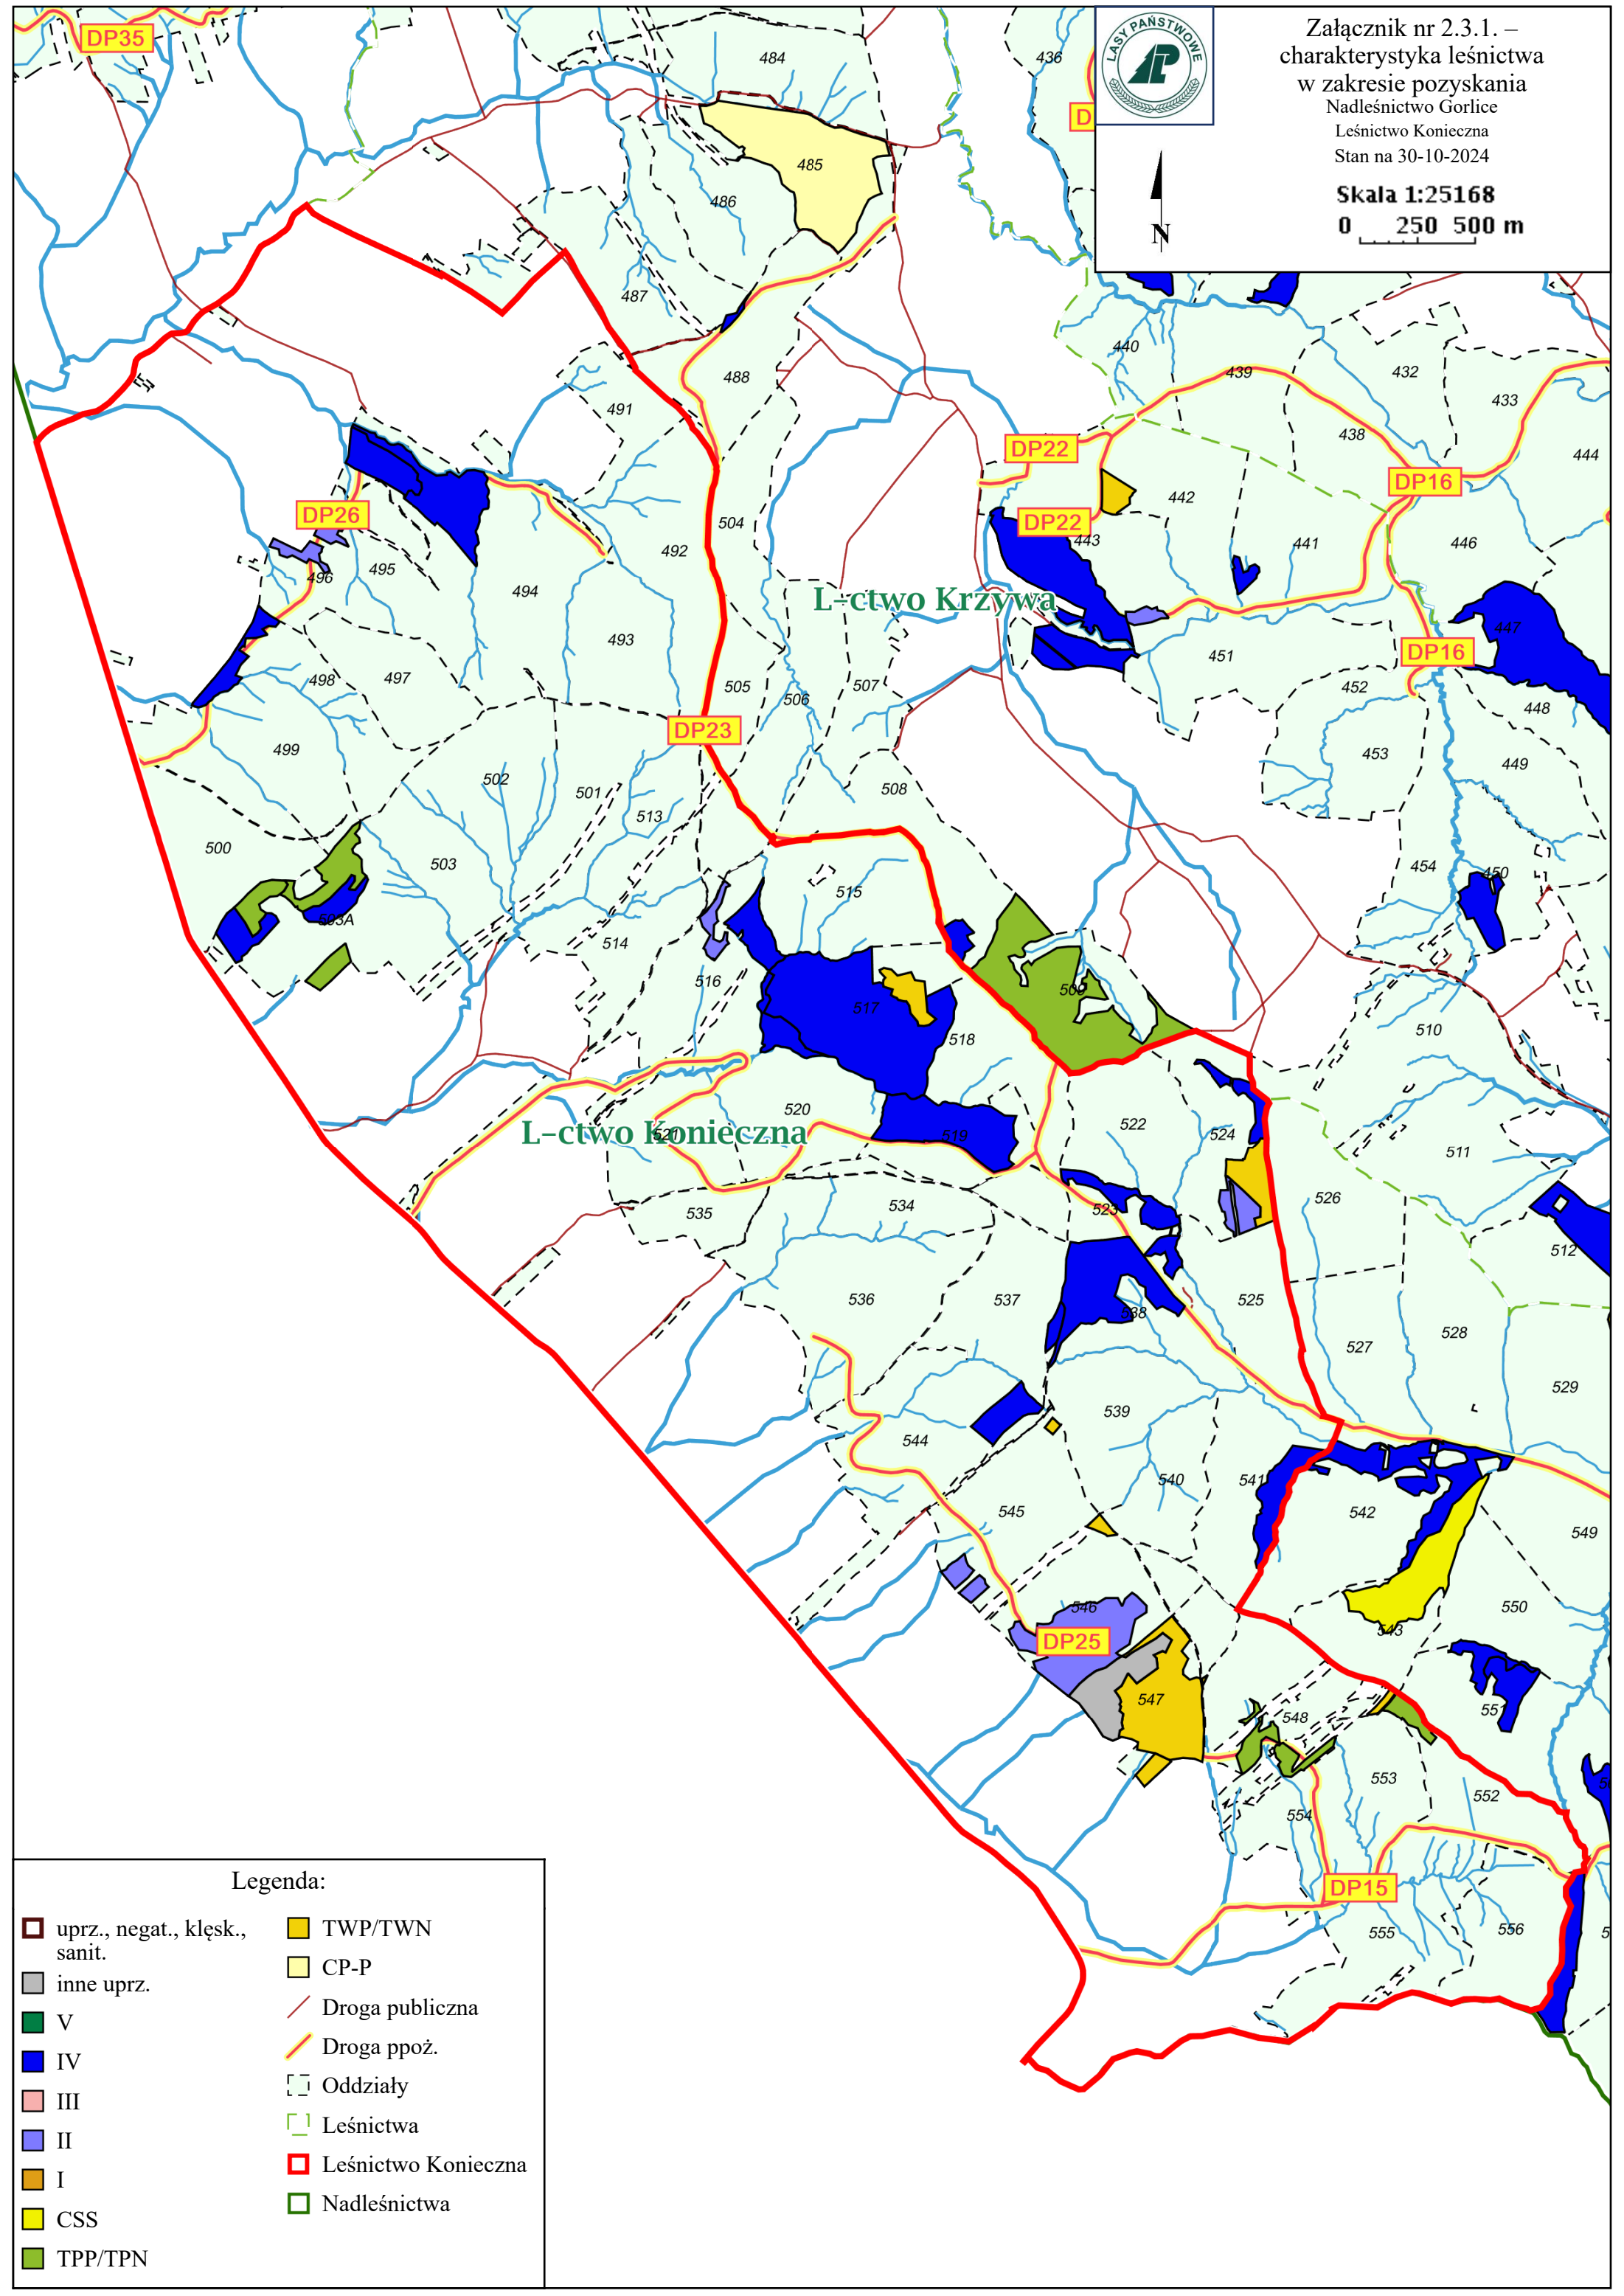 Załącznik nr 2.3.1. –
charakterystyka leśnictwa
w zakresie pozyskania
Nadleśnictwo Gorlice
Leśnictwo Konieczna
Stan na 30-10-2024
Skala 1:25168
0 250 500 m
N
LASY PAŃSTWOWE
DP35
484
436
D
485
486
487
440
439
432
433
488
491
438
444
DP22
DP16
442
504
DP26
DP22
443
492
441
446
495
496
494
L-ctwo Krzywa
447
493
451
DP16
498
497
505
506
507
452
448
DP23
499
453
449
502
501
508
513
500
503
454
450
515
503A
514
516
509
517
510
518
520
522
524
L-ctwo Konieczna
521
519
511
526
523
535
534
512
536
537
525
538
528
527
529
539
544
540
541
545
542
549
546
550
543
DP25
547
548
551
553
552
554
DP15
555
556
Legenda:
uprz., negat., klęsk.,
sanit.
inne uprz.
V
IV
III
II
I
CSS
TPP/TPN
TWP/TWN
CP-P
Droga publiczna
Droga ppoż.
Oddziały
Leśnictwa
Leśnictwo Konieczna
Nadleśnictwa